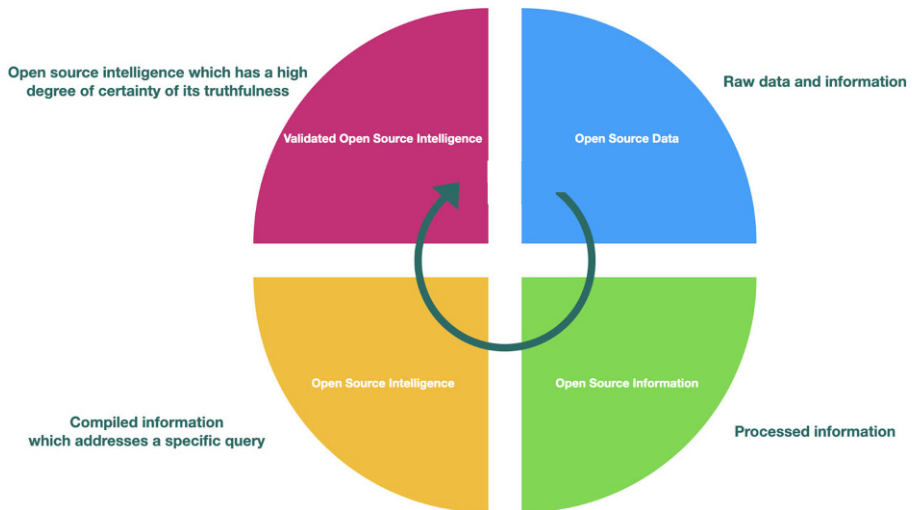 Open source intelligence which has a high
degree of certainty of its truthfulness
Raw data and information
Validated Open Source Intelligence
Open Source Data
Open Source Intelligence
Open Source Information
Compiled information
which addresses a specific query
Processed information